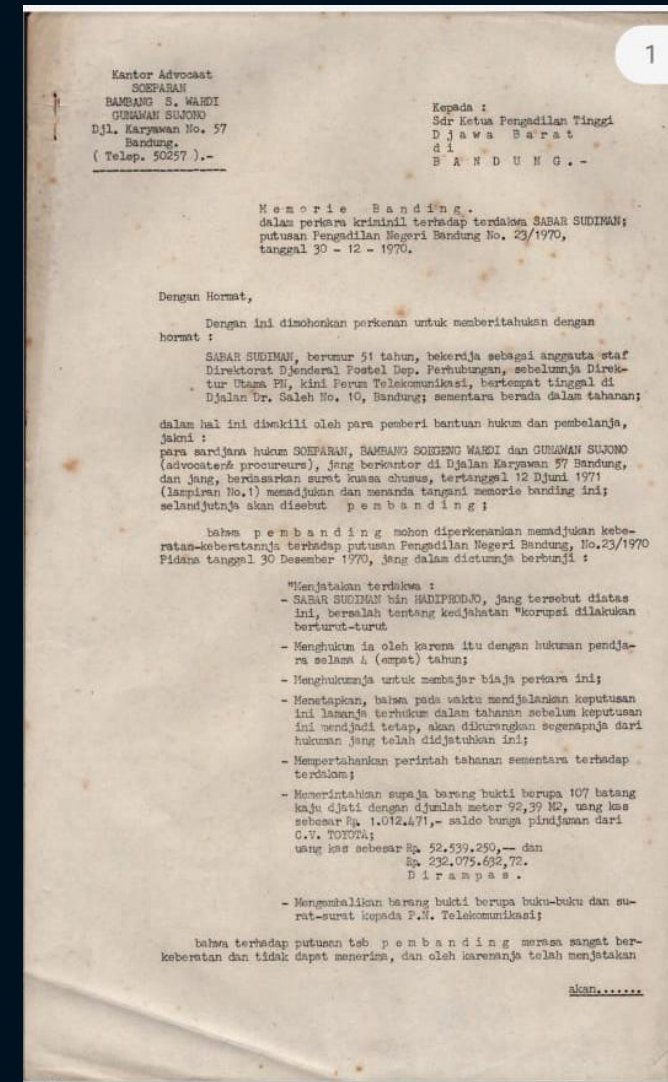 1
Kantor Advocaat
SOEPARAN
BAMBANG S. WARDI
GUNAWAN SUJONO
Djl. Karyawan No. 57
Bandung.
( Telep. 50257 ).-
Kepada :
Sdr Ketua Pengadilan Tinggi
D j a w a B a r a t
d i
B A N D U N G . -
M e m o r i e B a n d i n g .
dalam perkara kriminil terhadap terdakwa SABAR SUDIMAN;
putusan Pengadilan Negeri Bandung No. 23/1970,
tanggal 30 - 12 - 1970.
Dengan Hormat,
Dengan ini dimohonkan perkenan untuk memberitahukan dengan
hormat :
SABAR SUDIMAN, berumur 51 tahun, bekerdja sebagai anggauta staf
Direktorat Djenderal Postel Dep. Perhubungan, sebelumnja Direk-
tur Utama PN, kini Perum Telekomunikasi, bertempat tinggal di
Djalan Dr. Saleh No. 10, Bandung; sementara berada dalam tahanan;
dalam hal ini diwakili oleh para pemberi bantuan hukum dan pembelanja,
jakni :
para sardjana hukum SOEPARAN, BAMBANG SOEGENG WARDI dan GUNAWAN SUJONO
(advocaten& procureurs), jang berkantor di Djalan Karyawan 57 Bandung,
dan jang, berdasarkan surat kuasa chusus, tertanggal 12 Djuni 1971
(lampiran No.1) memadjukan dan menanda tangani memorie banding ini;
selandjutnja akan disebut p e m b a n d i n g ;
bahwa p e m b a n d i n g mohon diperkenankan memadjukan kebe-
ratan-keberatannja terhadap putusan Pengadilan Negeri Bandung, No.23/1970
Pidana tanggal 30 Desember 1970, jang dalam dictumnja berbunji :
"Menjatakan terdakwa :
- SABAR SUDIMAN bin HADIPRODJO, jang tersebut diatas
ini, bersalah tentang kedjahatan "korupsi dilakukan
berturut-turut
- Menghukum ia oleh karena itu dengan hukuman pendja-
ra selama 4 (empat) tahun;
- Menghukumnja untuk membajar biaja perkara ini;
- Menetapkan, bahwa pada waktu mendjalankan keputusan
ini lamanja terhukum dalam tahanan sebelum keputusan
ini mendjadi tetap, akan dikurangkan segenapnja dari
hukuman jang telah didjatuhkan ini;
- Mempertahankan perintah tahanan sementara terhadap
terdakwa;
- Memerintahkan supaja barang bukti berupa 107 batang
kaju djati dengan djumlah meter 92,39 M2, uang kas
sebesar Rp. 1.012.471,- saldo bunga pindjaman dari
C.V. TOYOTA;
uang kas sebesar Rp. 52.539.250,-- dan
Rp. 232.075.632,72.
D i r a m p a s .
- Mengembalikan barang bukti berupa buku-buku dan su-
rat-surat kepada P.N. Telekomunikasi;
bahwa terhadap putusan tsb p e m b a n d i n g merasa sangat ber-
keberatan dan tidak dapat menerima, dan oleh karenanja telah menjatakan
akan.......